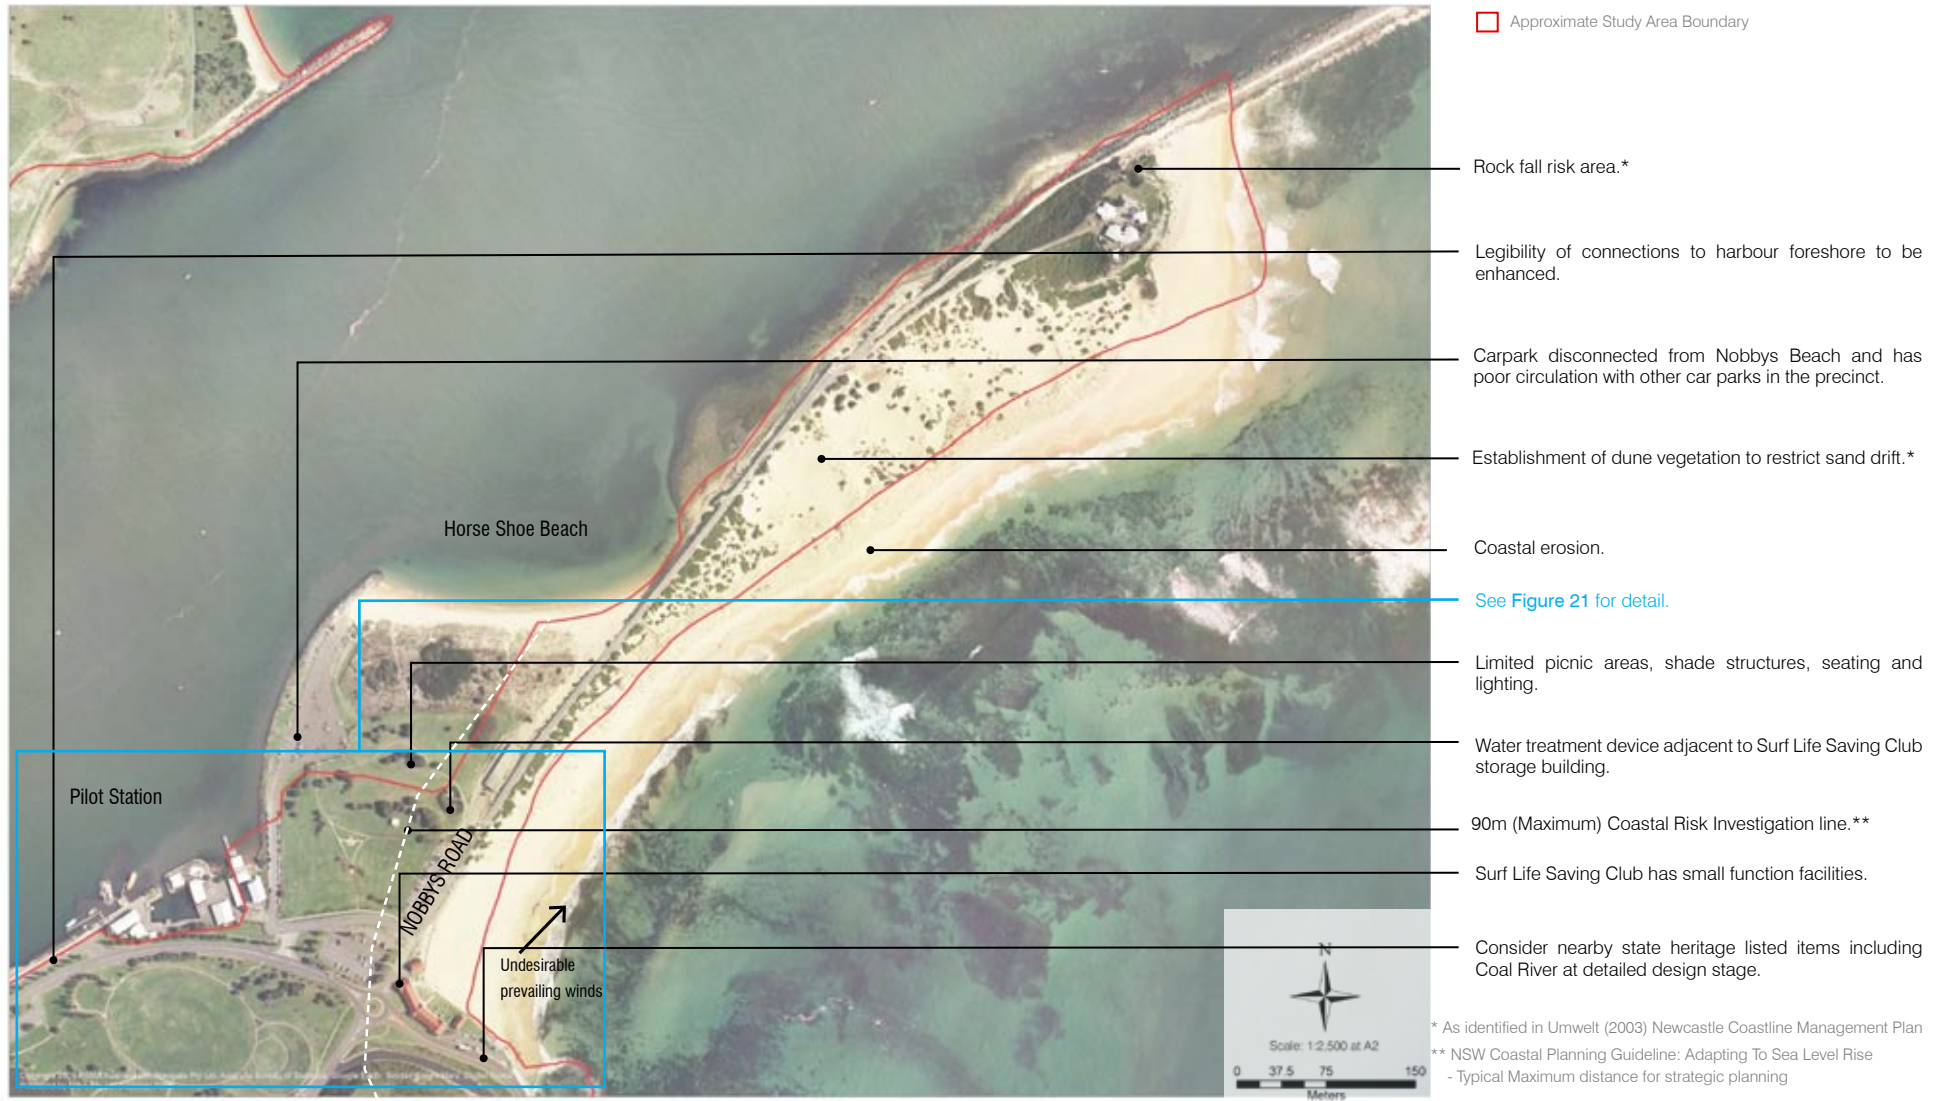 Approximate Study Area Boundary
Rock fall risk area.*
Legibility of connections to harbour foreshore to be
enhanced.
Carpark disconnected from Nobbys Beach and has
poor circulation with other car parks in the precinct.
Establishment of dune vegetation to restrict sand drift.*
Horse Shoe Beach
Coastal erosion.
See Figure 21 for detail.
Limited picnic areas, shade structures, seating and
lighting.
Water treatment device adjacent to Surf Life Saving Club
storage building.
Pilot Station
90m (Maximum) Coastal Risk Investigation line.**
NOBBYS ROAD
Surf Life Saving Club has small function facilities.
Undesirable
prevailing winds
Consider nearby state heritage listed items including
Coal River at detailed design stage.
N
Scale: 1:2,500 at A2
0 37.5 75 150
Meters
* As identified in Umwelt (2003) Newcastle Coastline Management Plan
** NSW Coastal Planning Guideline: Adapting To Sea Level Rise
- Typical Maximum distance for strategic planning